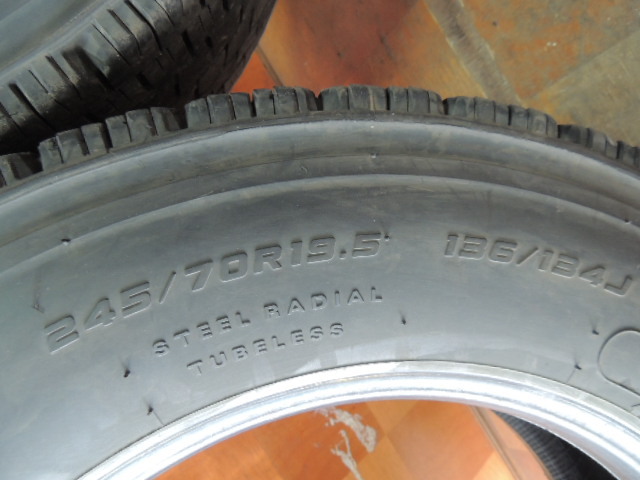 245/70R19.5 136/134J
STEEL RADIAL
TUBELESS